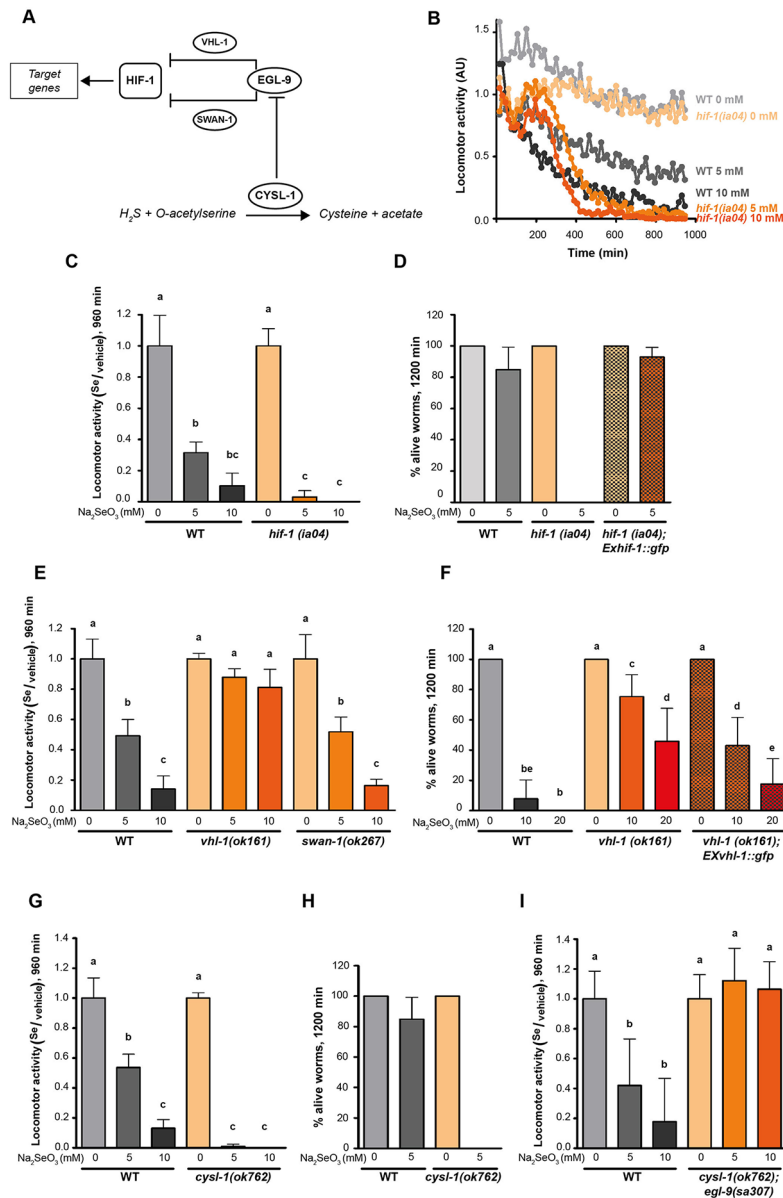 A
VHL-1
Target
genes
HIF-1
EGL-9
SWAN-1
CYSL-1
H2S + O-acetylserine
Cysteine + acetate
B
Locomotor activity (AU)
1.5
1.0
0.5
0.0
200
400
600
800
1000
Time (min)
WT 0 mM
hif-1(ia04) 0 mM
WT 5 mM
WT 10 mM
hif-1(ia04) 5 mM
hif-1(ia04) 10 mM
C
Locomotor activity (Se/vehicle), 960 min
1.2
1.0
0.8
0.6
0.4
0.2
0.0
a
b
bc
a
c
c
Na2SeO3 (mM)
0 5 10 0 5 10
WT
hif-1 (ia04)
D
% alive worms, 1200 min
120
100
80
60
40
20
0
Na2SeO3 (mM)
0 5 0 5 0 5
WT
hif-1 (ia04)
hif-1 (ia04);
Exhif-1::gfp
E
Locomotor activity (Se/vehicle), 960 min
1.2
1.0
0.8
0.6
0.4
0.2
0.0
a
b
c
a
a
a
a
b
c
Na2SeO3 (mM)
0 5 10 0 5 10 0 5 10
WT
vhl-1(ok161)
swan-1(ok267)
F
% alive worms, 1200 min
120
100
80
60
40
20
0
a
be
b
a
c
d
a
d
e
Na2SeO3 (mM)
0 10 20 0 10 20 0 10 20
WT
vhl-1 (ok161)
vhl-1 (ok161);
EXvhl-1::gfp
G
Locomotor activity (Se/vehicle), 960 min
1.4
1.2
1.0
0.8
0.6
0.4
0.2
0.0
a
b
c
a
c
c
Na2SeO3 (mM)
0 5 10 0 5 10
WT
cysl-1(ok762)
H
% alive worms, 1200 min
120
100
80
60
40
20
0
Na2SeO3 (mM)
0 5 0 5
WT
cysl-1(ok762)
I
Locomotor activity (Se/vehicle), 960 min
1.4
1.2
1.0
0.8
0.6
0.4
0.2
0.0
a
b
b
a
a
a
Na2SeO3 (mM)
0 5 10 0 5 10
WT
cysl-1(ok762);
egl-9(sa307)